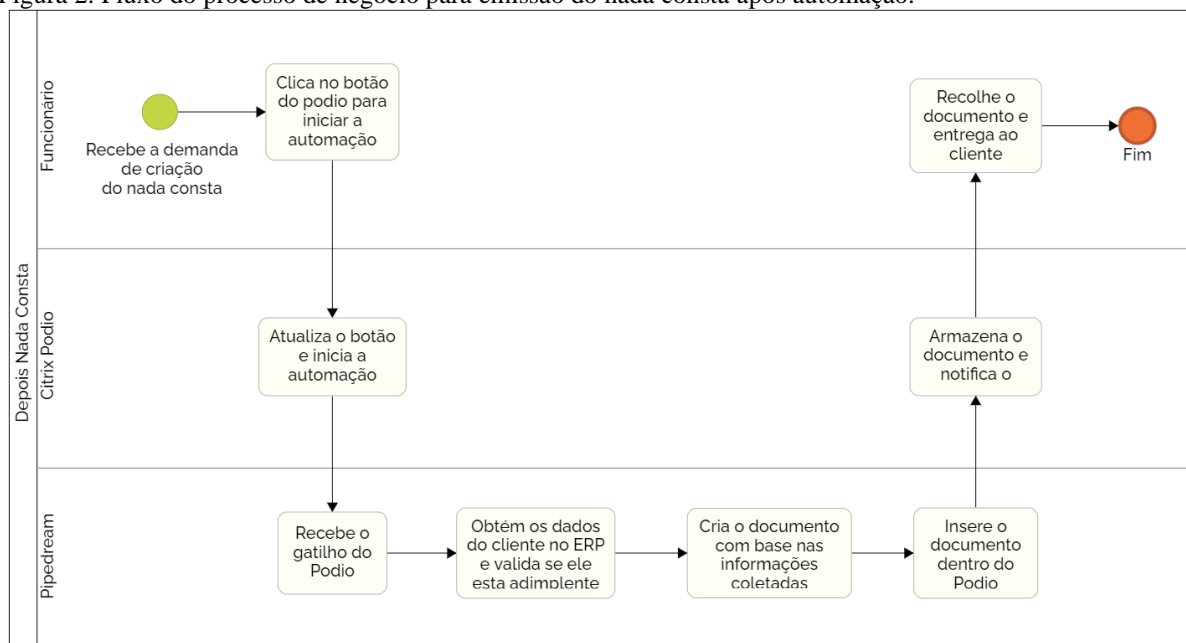 Figura 2. Fluxo do processo de negócio para emissão do nada consta após automação.
Depois Nada Consta
Funcionário
Recebe a demanda
de criação
do nada consta
Clica no botão
do podio para
iniciar a
automação
Recolhe o
documento e
entrega ao
cliente
Fim
Citrix Podio
Atualiza o botão
e inicia a
automação
Armazena o
documento e
notifica o
Pipedream
Recebe o
gatilho do
Podio
Obtém os dados
do cliente no ERP
e valida se ele
esta adimplente
Cria o documento
com base nas
informações
coletadas
Insere o
documento
dentro do
Podio